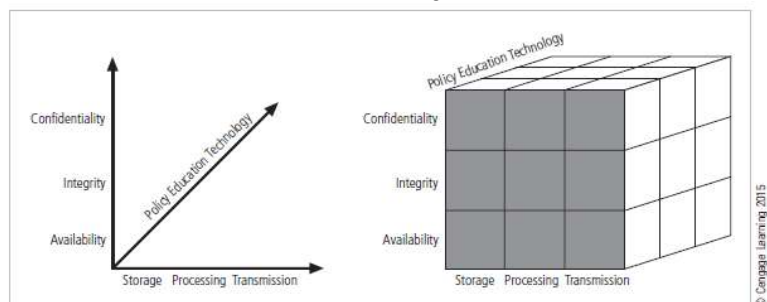 Confidentiality
Integrity
Availability
Policy Education Technology
Storage Processing Transmission
Policy Education Technology
Confidentiality
Integrity
Availability
Storage Processing Transmission
© Cengage Learning 2015